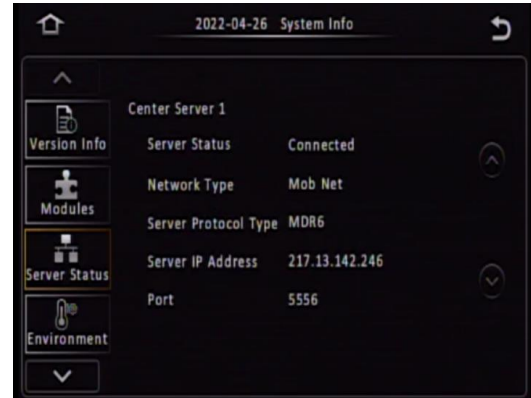 2022-04-26 System Info
Version Info
Modules
Server Status
Environment
Center Server 1
Server Status Connected
Network Type Mob Net
Server Protocol Type MDR6
Server IP Address 217.13.142.246
Port 5556